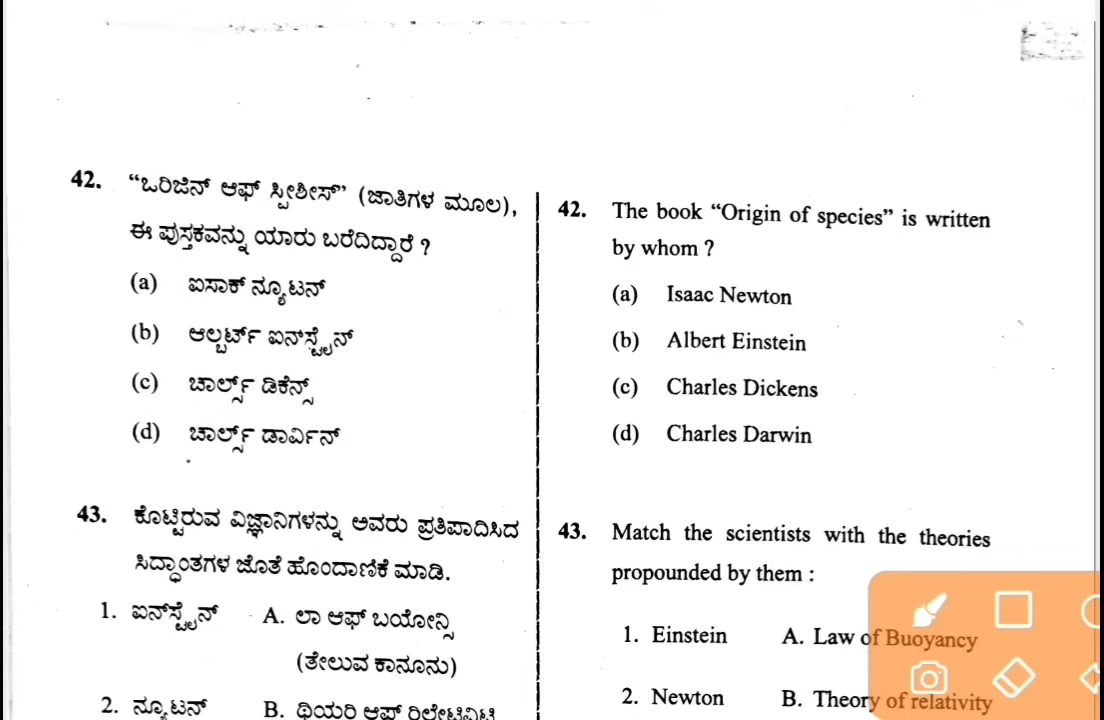 42. “ಒರಿಜಿನ್ ಆಫ್ ಸ್ಪೀಶೀಸ್” (ಜಾತಿಗಳ ಮೂಲ),
ಈ ಪುಸ್ತಕವನ್ನು ಯಾರು ಬರೆದಿದ್ದಾರೆ ?
(a) ಐಸಾಕ್ ನ್ಯೂಟನ್
(b) ಆಲ್ಬರ್ಟ್ ಐನ್‌ಸ್ಟೈನ್
(c) ಚಾರ್ಲ್ಸ್ ಡಿಕೆನ್ಸ್
(d) ಚಾರ್ಲ್ಸ್ ಡಾರ್ವಿನ್
43. ಕೊಟ್ಟಿರುವ ವಿಜ್ಞಾನಿಗಳನ್ನು ಅವರು ಪ್ರತಿಪಾದಿಸಿದ
ಸಿದ್ಧಾಂತಗಳ ಜೊತೆ ಹೊಂದಾಣಿಕೆ ಮಾಡಿ.
1. ಐನ್‌ಸ್ಟೈನ್ A. ಲಾ ಆಫ್ ಬಯೋನ್ಸಿ
(ತೇಲುವ ಕಾನೂನು)
2. ನ್ಯೂಟನ್ B. ಥಿಯರಿ ಆಫ್ ರಿಲೇಟಿವಿಟಿ
42. The book “Origin of species” is written
by whom ?
(a) Isaac Newton
(b) Albert Einstein
(c) Charles Dickens
(d) Charles Darwin
43. Match the scientists with the theories
propounded by them :
1. Einstein A. Law of Buoyancy
2. Newton B. Theory of relativity